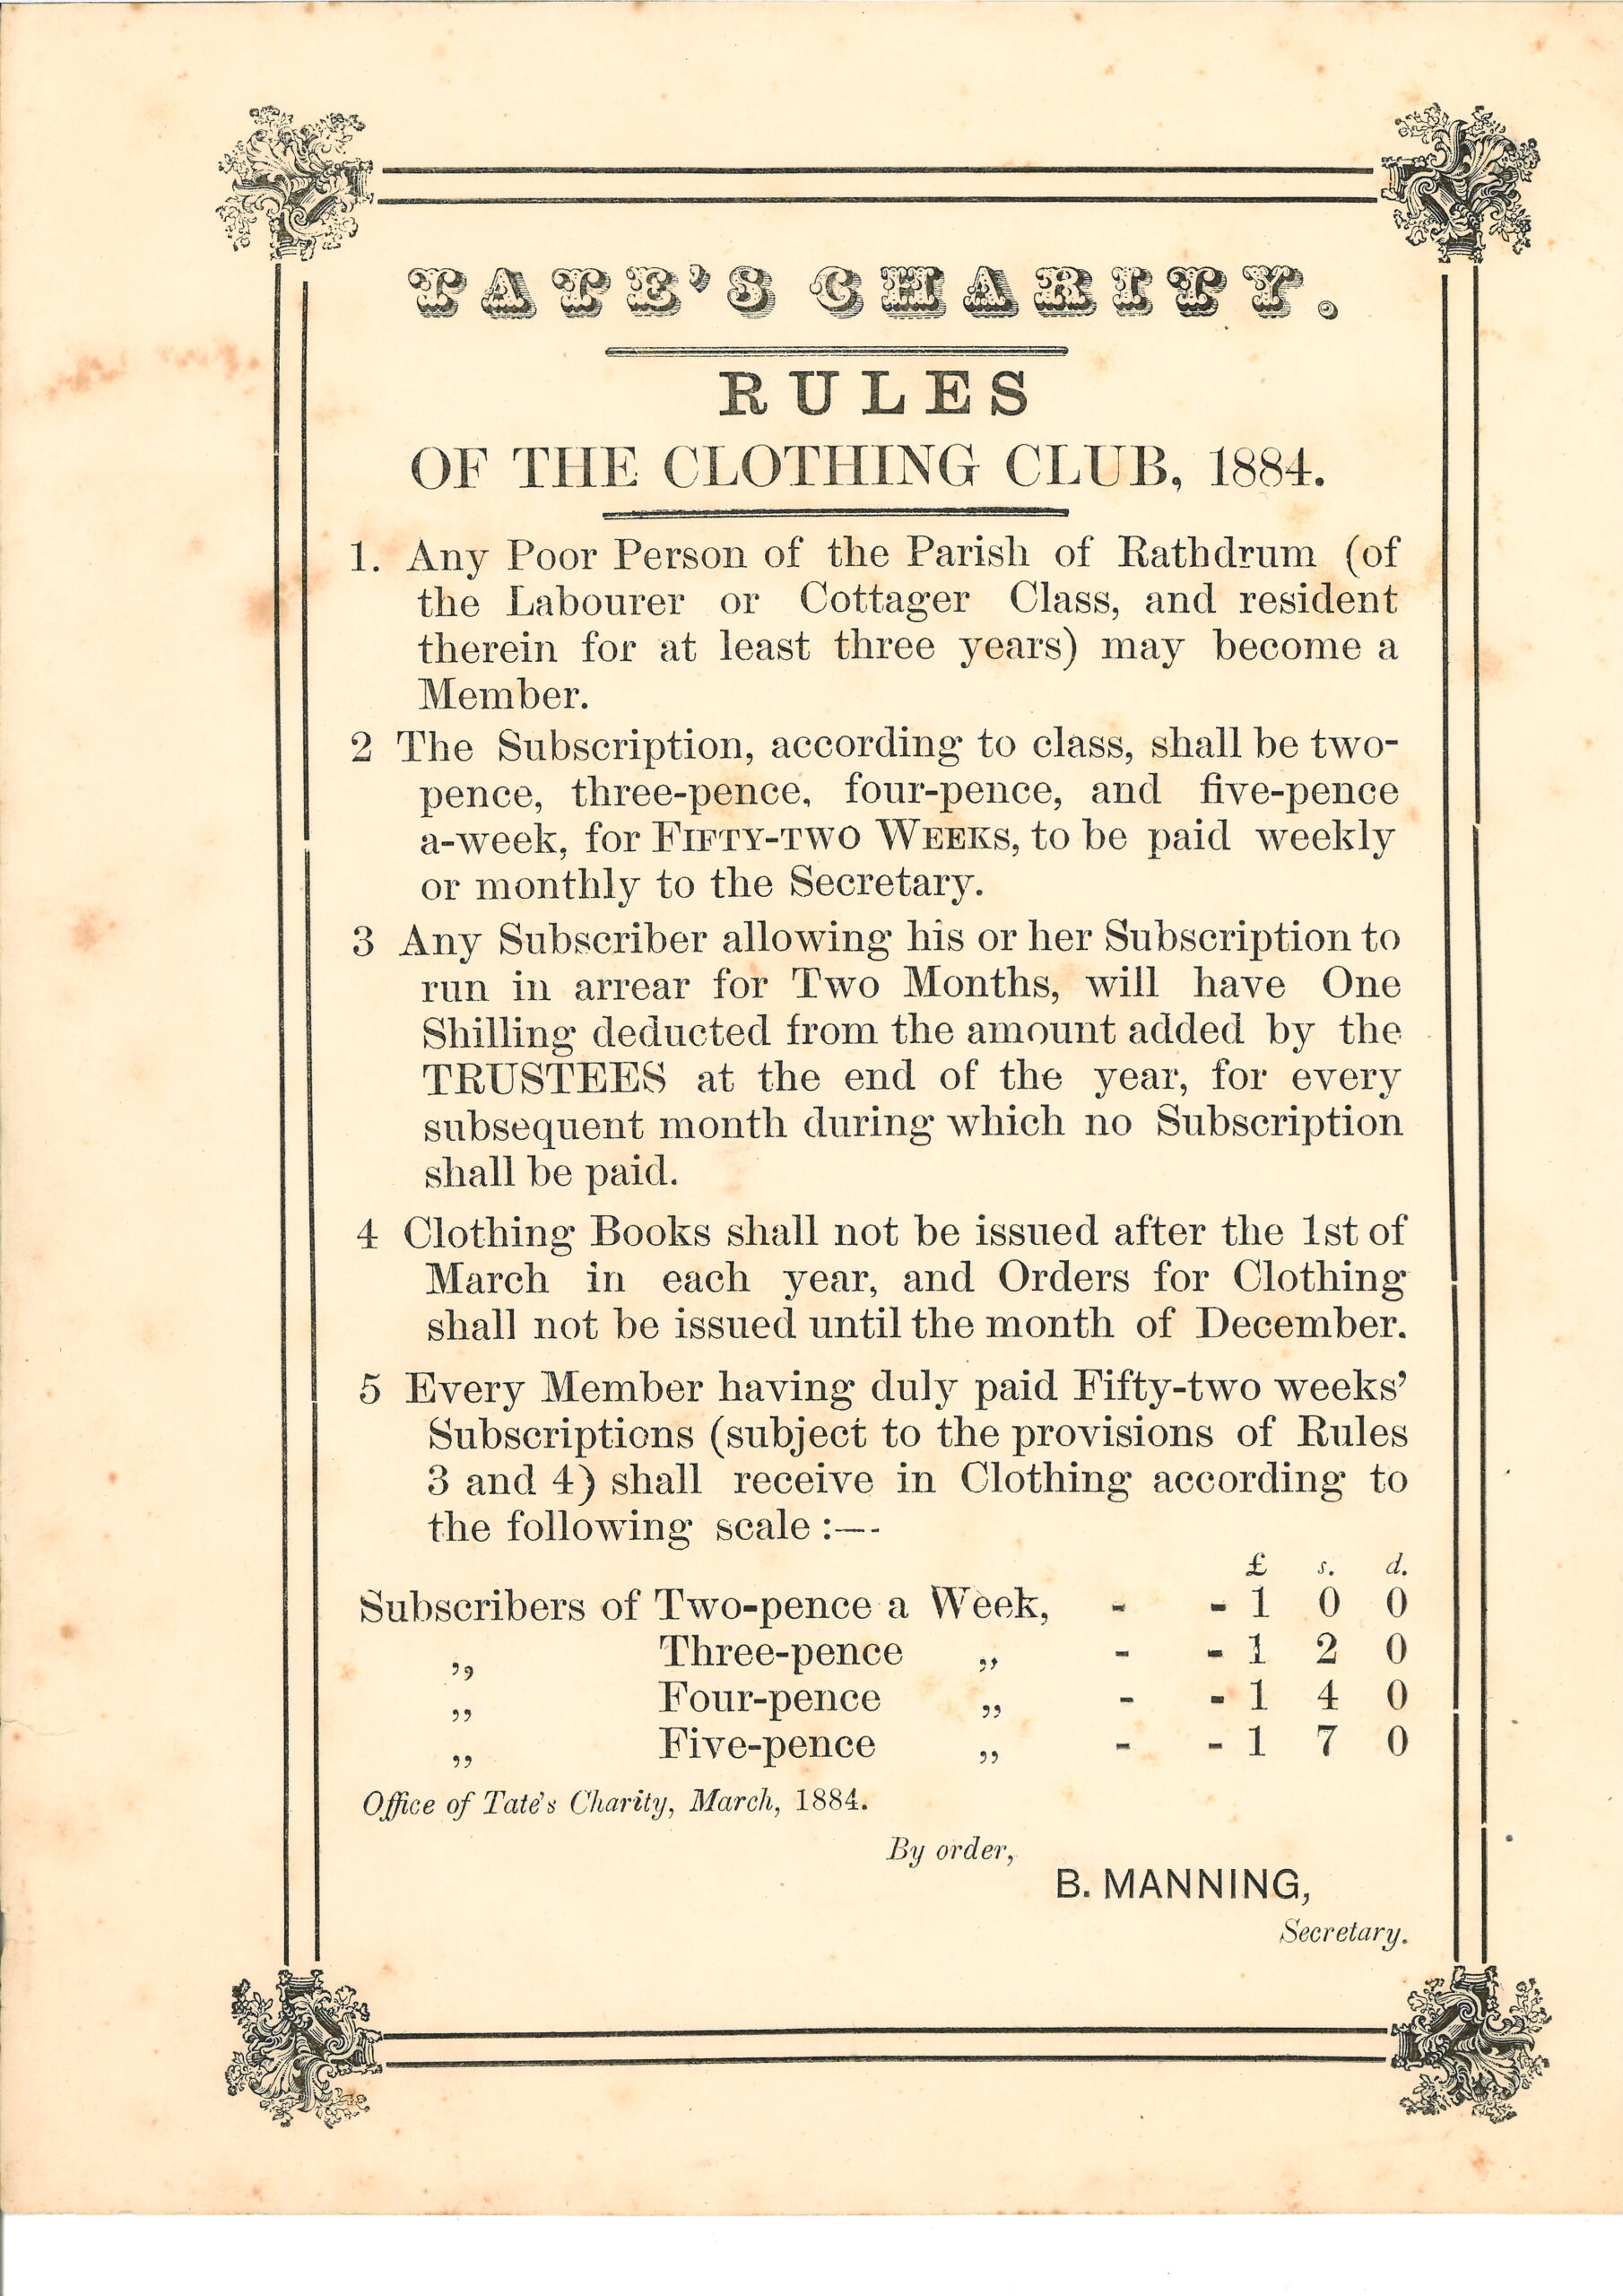 TATE'S CHARITY.
RULES
OF THE CLOTHING CLUB, 1884.
1. Any Poor Person of the Parish of Rathdrum (of
the Labourer or Cottager Class, and resident
therein for at least three years) may become a
Member.
2 The Subscription, according to class, shall be two-
pence, three-pence, four-pence, and five-pence
a-week, for FIFTY-TWO WEEKS, to be paid weekly
or monthly to the Secretary.
3 Any Subscriber allowing his or her Subscription to
run in arrear for Two Months, will have One
Shilling deducted from the amount added by the
TRUSTEES at the end of the year, for every
subsequent month during which no Subscription
shall be paid.
4 Clothing Books shall not be issued after the 1st of
March in each year, and Orders for Clothing
shall not be issued until the month of December.
5 Every Member having duly paid Fifty-two weeks'
Subscriptions (subject to the provisions of Rules
3 and 4) shall receive in Clothing according to
the following scale :—-
£ s. d.
Subscribers of Two-pence a Week, - - 1 0 0
„ Three-pence „ - - 1 2 0
„ Four-pence „ - - 1 4 0
„ Five-pence „ - - 1 7 0
Office of Tate's Charity, March, 1884.
By order,
B. MANNING,
Secretary.